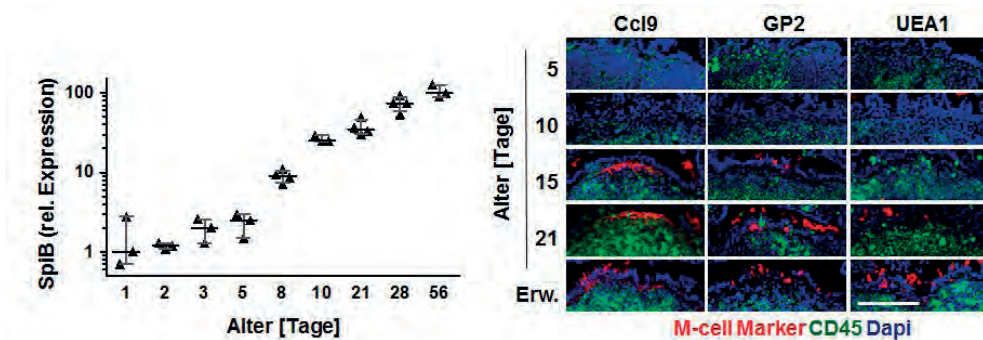 SpiB (rel. Expression)
100
10
1
1 2 3 5 8 10 21 28 56
Alter [Tage]
Ccl9 GP2 UEA1
Alter [Tage]
5
10
15
21
Erw.
M-cell Marker CD45 Dapi